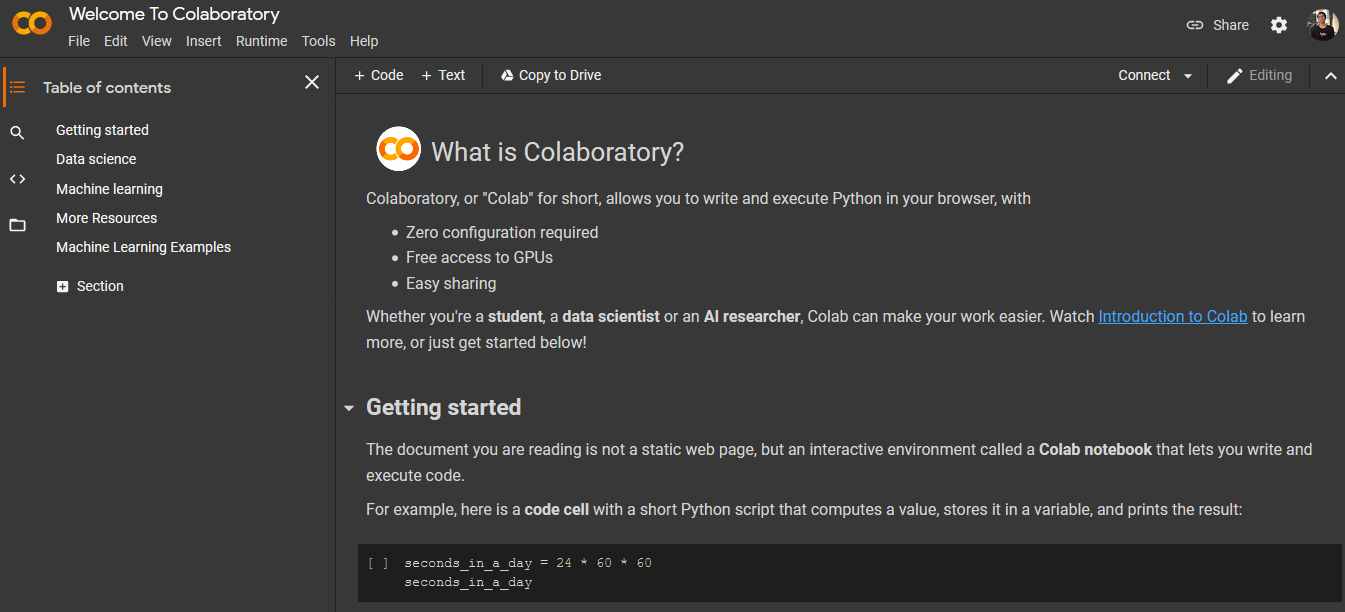 Welcome To Colaboratory
File Edit View Insert Runtime Tools Help
Share
Table of contents
Getting started
Data science
Machine learning
More Resources
Machine Learning Examples
Section
+ Code + Text Copy to Drive
Connect Editing
What is Colaboratory?
Colaboratory, or "Colab" for short, allows you to write and execute Python in your browser, with
• Zero configuration required
• Free access to GPUs
• Easy sharing
Whether you're a student, a data scientist or an AI researcher, Colab can make your work easier. Watch Introduction to Colab to learn
more, or just get started below!
Getting started
The document you are reading is not a static web page, but an interactive environment called a Colab notebook that lets you write and
execute code.
For example, here is a code cell with a short Python script that computes a value, stores it in a variable, and prints the result:
[ ] seconds_in_a_day = 24 * 60 * 60
seconds_in_a_day